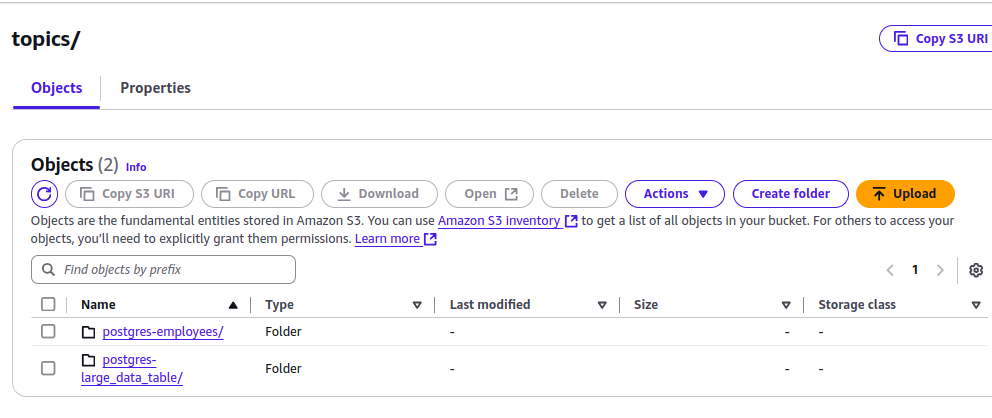 topics/
Copy S3 URI
Objects
Properties
Objects (2) Info
Copy S3 URI
Copy URL
Download
Open
Delete
Actions
Create folder
Upload
Objects are the fundamental entities stored in Amazon S3. You can use Amazon S3 inventory to get a list of all objects in your bucket. For others to access your
objects, you’ll need to explicitly grant them permissions. Learn more
Find objects by prefix
1
Name Type Last modified Size Storage class
postgres-employees/ Folder - - -
postgres-
large_data_table/ Folder - - -